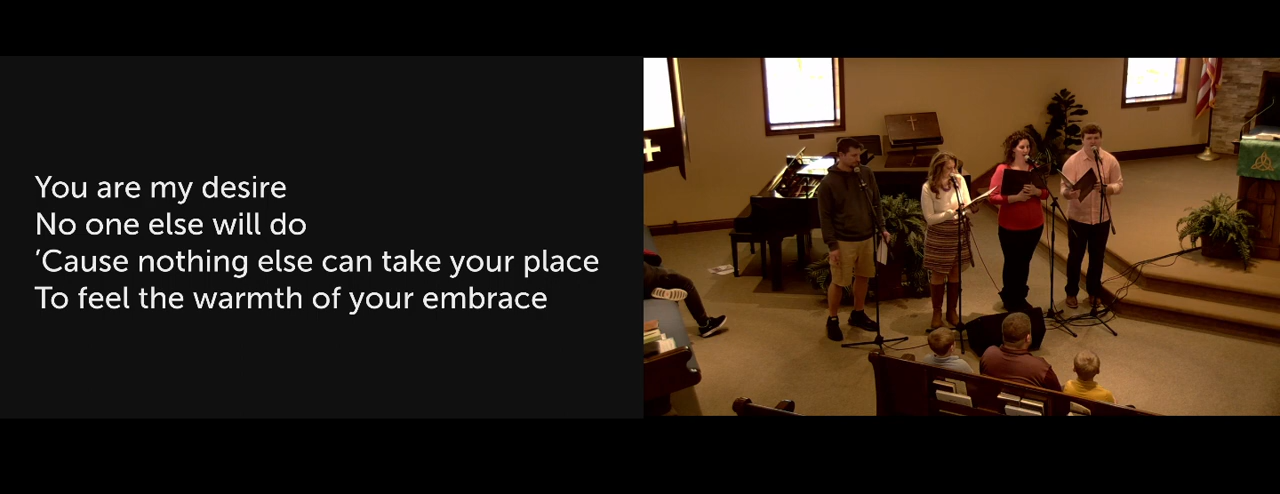 You are my desire
No one else will do
’Cause nothing else can take your place
To feel the warmth of your embrace